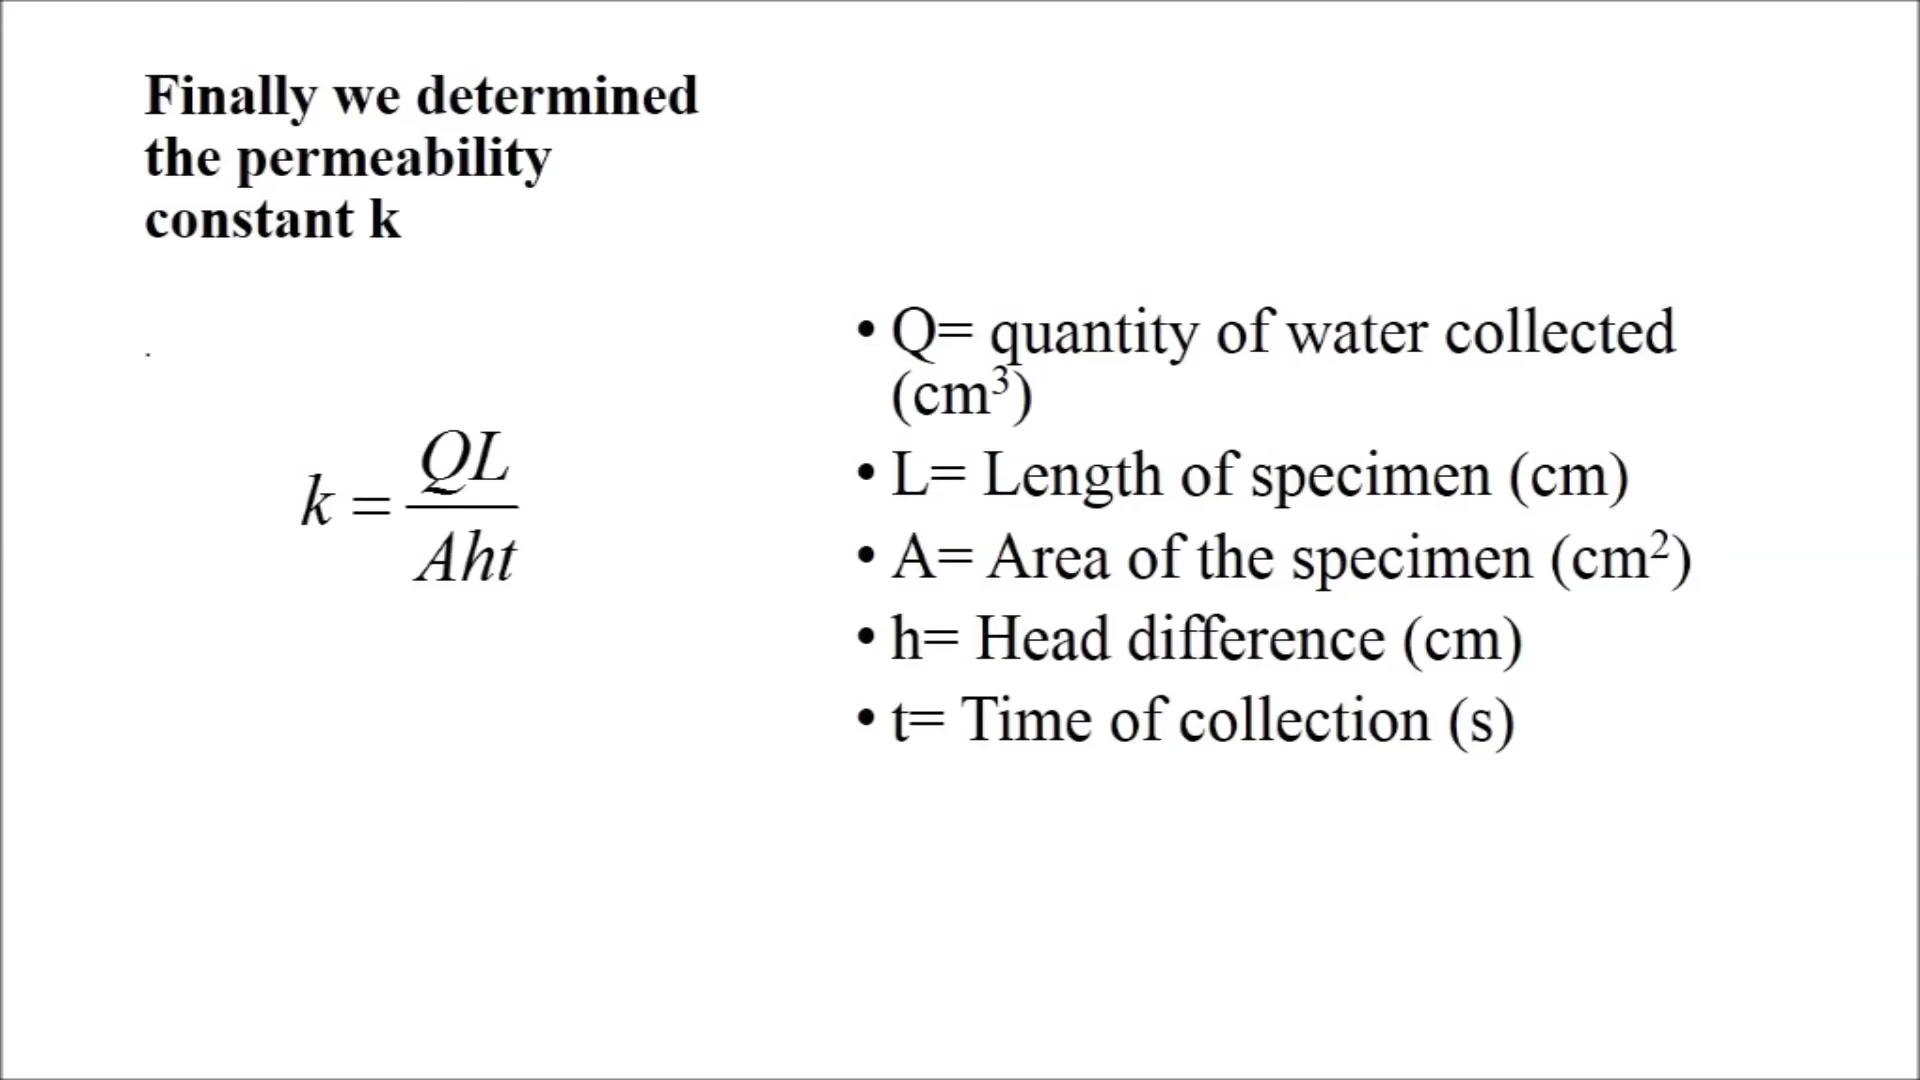 Finally we determined
the permeability
constant k
.
k = QL / Aht
• Q= quantity of water collected
(cm³)
• L= Length of specimen (cm)
• A= Area of the specimen (cm²)
• h= Head difference (cm)
• t= Time of collection (s)